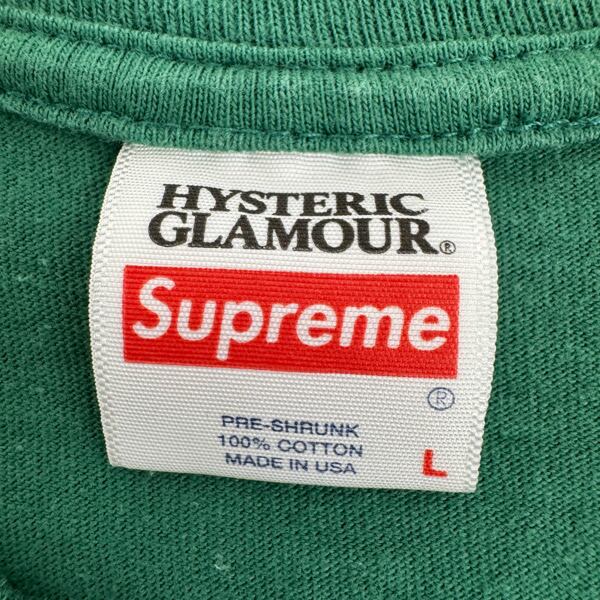 HYSTERIC
GLAMOUR®
Supreme
®
PRE-SHRUNK
100% COTTON
MADE IN USA
L